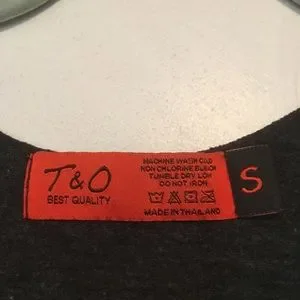 T&O
BEST QUALITY
MACHINE WASH COLD
NON CHLORINE BLEACH
TUMBLE DRY LOW
DO NOT IRON
MADE IN THAILAND
S